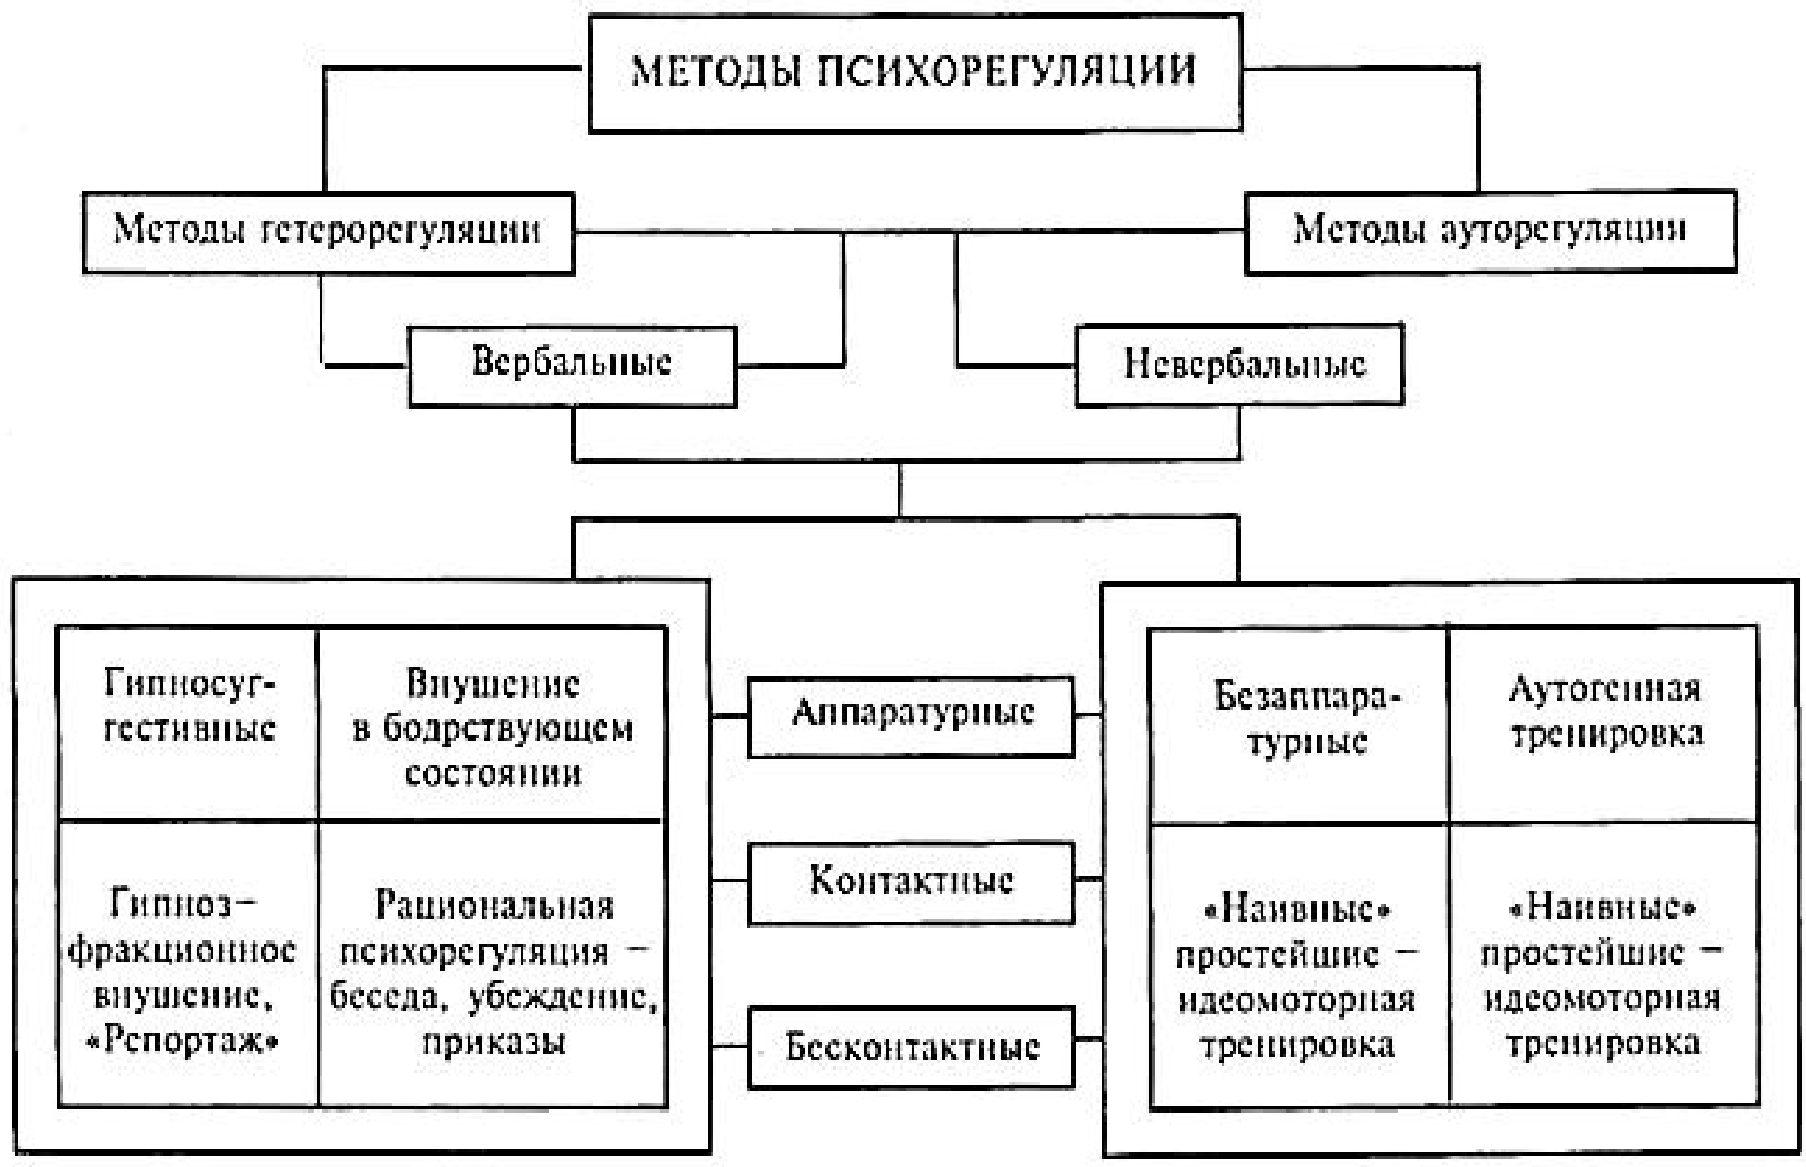 МЕТОДЫ ПСИХОРЕГУЛЯЦИИ
Методы гетерорегуляции
Методы ауторегуляции
Вербальные
Невербальные
Гипносуг-
гестивные
Внушение
в бодрствующем
состоянии
Гипноз—
фракционное
внушение,
«Репортаж»
Рациональная
психорегуляция —
беседа, убеждение,
приказы
Аппаратурные
Контактные
Бесконтактные
Безаппара-
турные
Аутогенная
тренировка
«Наивные»
простейшие —
идеомоторная
тренировка
«Наивные»
простейшие —
идеомоторная
тренировка